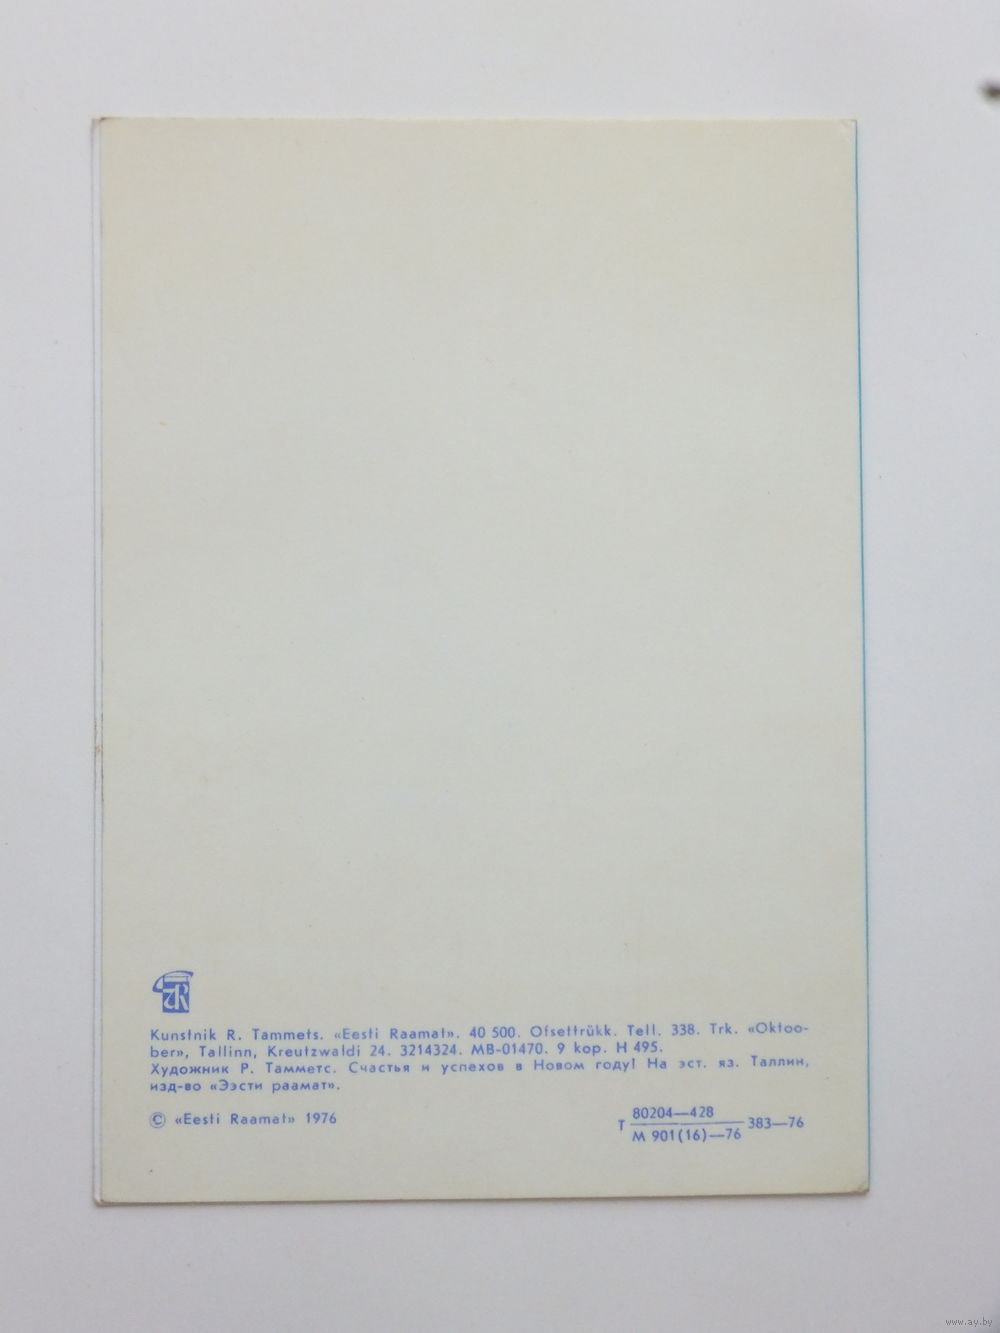 Kunstnik R. Tammets. «Eesti Raamat». 40 500. Ofsettrükk. Tell. 338. Trk. «Oktoo-
ber», Tallinn, Kreutzwaldi 24. 3214324. MB-01470. 9 kop. H 495.
Художник Р. Тамметс. Счастья и успехов в Новом году! На эст. яз. Таллин,
изд-во «Ээсти раамат».
© «Eesti Raamat» 1976
80204—428
T 383—76
M 901(16)—76
www.ay.by